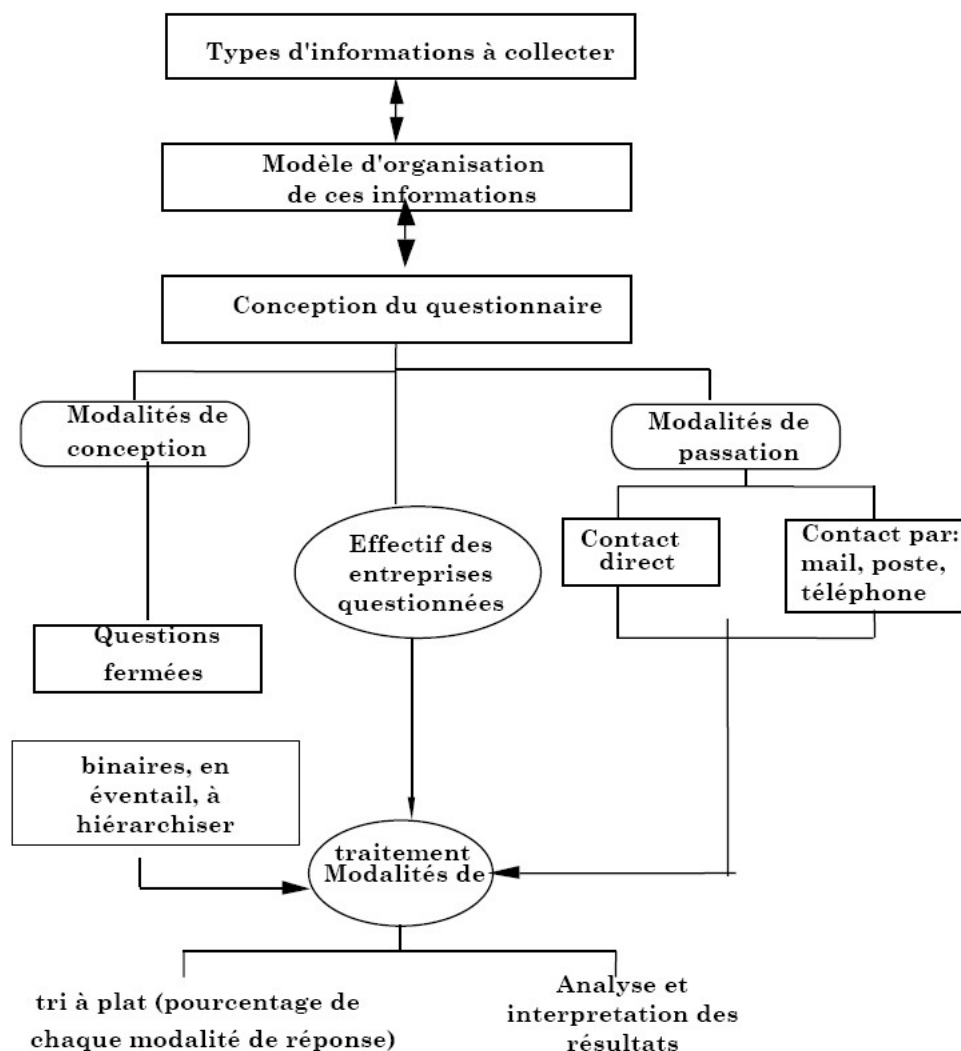 Types d'informations à collecter
Modèle d'organisation
de ces informations
Conception du questionnaire
Modalités de
conception
Modalités de
passation
Effectif des
entreprises
questionnées
Contact
direct
Contact par:
mail, poste,
téléphone
Questions
fermées
binaires, en
éventail, à
hiérarchiser
traitement
Modalités de
tri à plat (pourcentage de
chaque modalité de réponse)
Analyse et
interpretation des
résultats